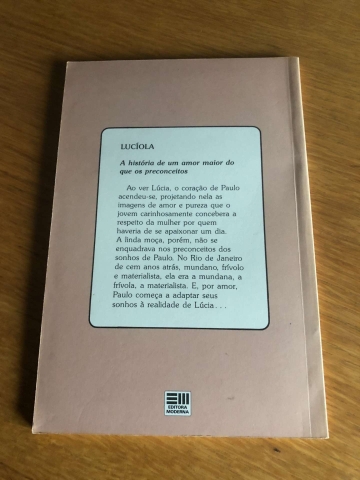 LUCÍOLA
A história de um amor maior do
que os preconceitos
Ao ver Lúcia, o coração de Paulo
acendeu-se, projetando nela as
imagens de amor e pureza que o
jovem carinhosamente concebera a
respeito da mulher por quem
haveria de se apaixonar um dia.
A linda moça, porém, não se
enquadrava nos preconceitos dos
sonhos de Paulo. No Rio de Janeiro
de cem anos atrás, mundano, frívolo
e materialista, ela era a mundana, a
frívola, a materialista. E, por amor,
Paulo começa a adaptar seus
sonhos à realidade de Lúcia...
EDITORA
MODERNA